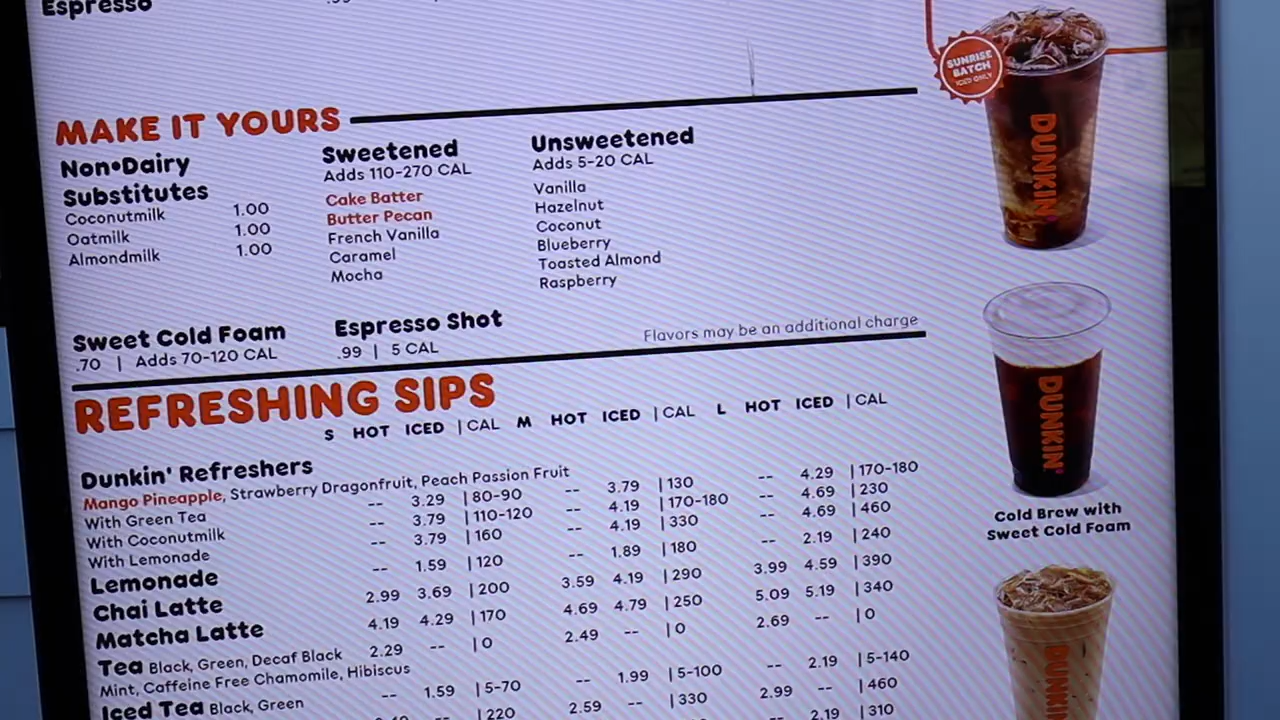 Espresso
MAKE IT YOURS
Non•Dairy
Substitutes
Coconutmilk 1.00
Oatmilk 1.00
Almondmilk 1.00
Sweetened
Adds 110-270 CAL
Cake Batter
Butter Pecan
French Vanilla
Caramel
Mocha
Unsweetened
Adds 5-20 CAL
Vanilla
Hazelnut
Coconut
Blueberry
Toasted Almond
Raspberry
Sweet Cold Foam
.70 | Adds 70-120 CAL
Espresso Shot
.99 | 5 CAL
Flavors may be an additional charge
REFRESHING SIPS
S HOT ICED | CAL M HOT ICED | CAL L HOT ICED | CAL
Dunkin' Refreshers
Mango Pineapple, Strawberry Dragonfruit, Peach Passion Fruit
With Green Tea -- 3.29 | 80-90 -- 3.79 | 130 -- 4.29 | 170-180
With Coconutmilk -- 3.79 | 110-120 -- 4.19 | 170-180 -- 4.69 | 230
With Lemonade -- 3.79 | 160 -- 4.19 | 330 -- 4.69 | 460
Lemonade -- 1.59 | 120 -- 1.89 | 180 -- 2.19 | 240
Chai Latte 2.99 3.69 | 200 3.59 4.19 | 290 3.99 4.59 | 390
Matcha Latte 4.19 4.29 | 170 4.69 4.79 | 250 5.09 5.19 | 340
Tea Black, Green, Decaf Black 2.29 -- | 0 2.49 -- | 0 2.69 -- | 0
Mint, Caffeine Free Chamomile, Hibiscus
Iced Tea Black, Green -- 1.59 | 5-70 -- 1.99 | 5-100 -- 2.19 | 5-140
| 220 2.59 -- | 330 2.99 -- | 460
2.19 | 310
SUNRISE
BATCH
ICED ONLY
DUNKIN'
DUNKIN'
Cold Brew with
Sweet Cold Foam
DUNKIN'